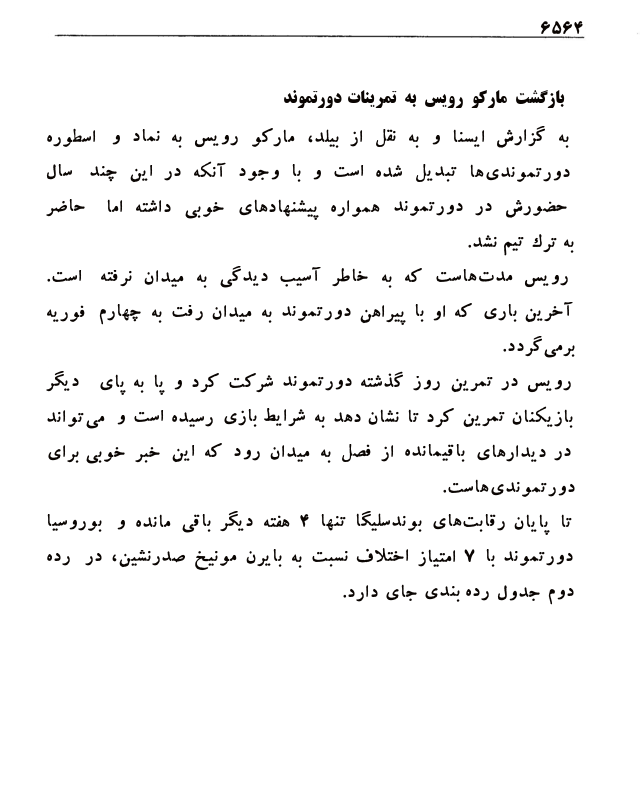 ۶۵۶۴
بازگشت مارکو رویس به تمرینات دورتموند
به گزارش ایسنا و به نقل از بیلد، مارکو رویس به نماد و اسطوره
دورتموندی‌ها تبدیل شده است و با وجود آنکه در این چند سال
حضورش در دورتموند همواره پیشنهادهای خوبی داشته اما حاضر
به ترك تیم نشد.
رویس مدت‌هاست که به خاطر آسیب دیدگی به میدان نرفته است.
آخرین باری که او با پیراهن دورتموند به میدان رفت به چهارم فوریه
برمی‌گردد.
رویس در تمرین روز گذشته دورتموند شرکت کرد و پا به پای دیگر
بازیکنان تمرین کرد تا نشان دهد به شرایط بازی رسیده است و می‌تواند
در دیدارهای باقیمانده از فصل به میدان رود که این خبر خوبی برای
دورتموندی‌هاست.
تا پایان رقابت‌های بوندسلیگا تنها ۴ هفته دیگر باقی مانده و بوروسیا
دورتموند با ۷ امتیاز اختلاف نسبت به بایرن مونیخ صدرنشین، در رده
دوم جدول رده بندی جای دارد.